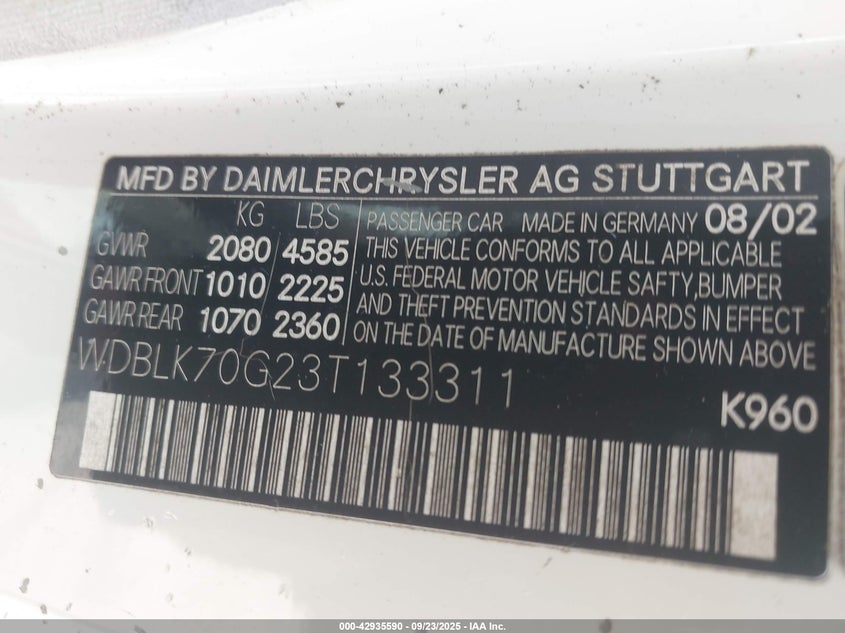 MFD BY DAIMLERCHRYSLER AG STUTTGART
KG LBS
GVWR 2080 4585
GAWR FRONT 1010 2225
GAWR REAR 1070 2360
PASSENGER CAR MADE IN GERMANY 08/02
THIS VEHICLE CONFORMS TO ALL APPLICABLE
U.S. FEDERAL MOTOR VEHICLE SAFTY,BUMPER
AND THEFT PREVENTION STANDARDS IN EFFECT
ON THE DATE OF MANUFACTURE SHOWN ABOVE
WDBLK70G23T133311
K960
000-42935590 - 09/23/2025 - IAA Inc.